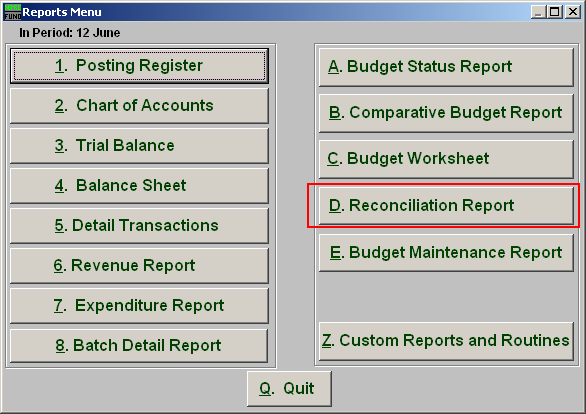 FUND
Reports Menu
In Period: 12 June
1. Posting Register
2. Chart of Accounts
3. Trial Balance
4. Balance Sheet
5. Detail Transactions
6. Revenue Report
7. Expenditure Report
8. Batch Detail Report
A. Budget Status Report
B. Comparative Budget Report
C. Budget Worksheet
D. Reconciliation Report
E. Budget Maintenance Report
Z. Custom Reports and Routines
Q. Quit